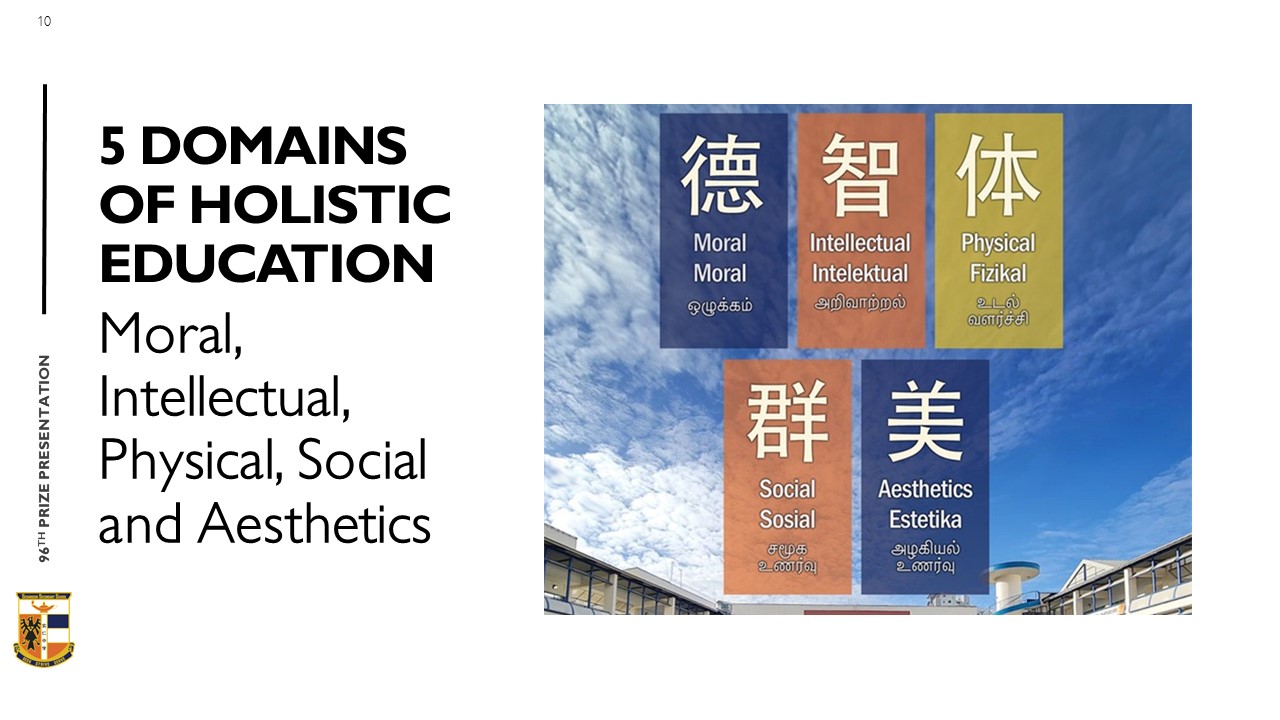 10
5 DOMAINS
OF HOLISTIC
EDUCATION
Moral,
Intellectual,
Physical, Social
and Aesthetics
96TH PRIZE PRESENTATION
德
Moral
Moral
ஒழுக்கம்
智
Intellectual
Intelektual
அறிவாற்றல்
体
Physical
Fizikal
உடல்
வளர்ச்சி
群
Social
Sosial
சமூக
உணர்வு
美
Aesthetics
Estetika
அழகியல்
உணர்வு